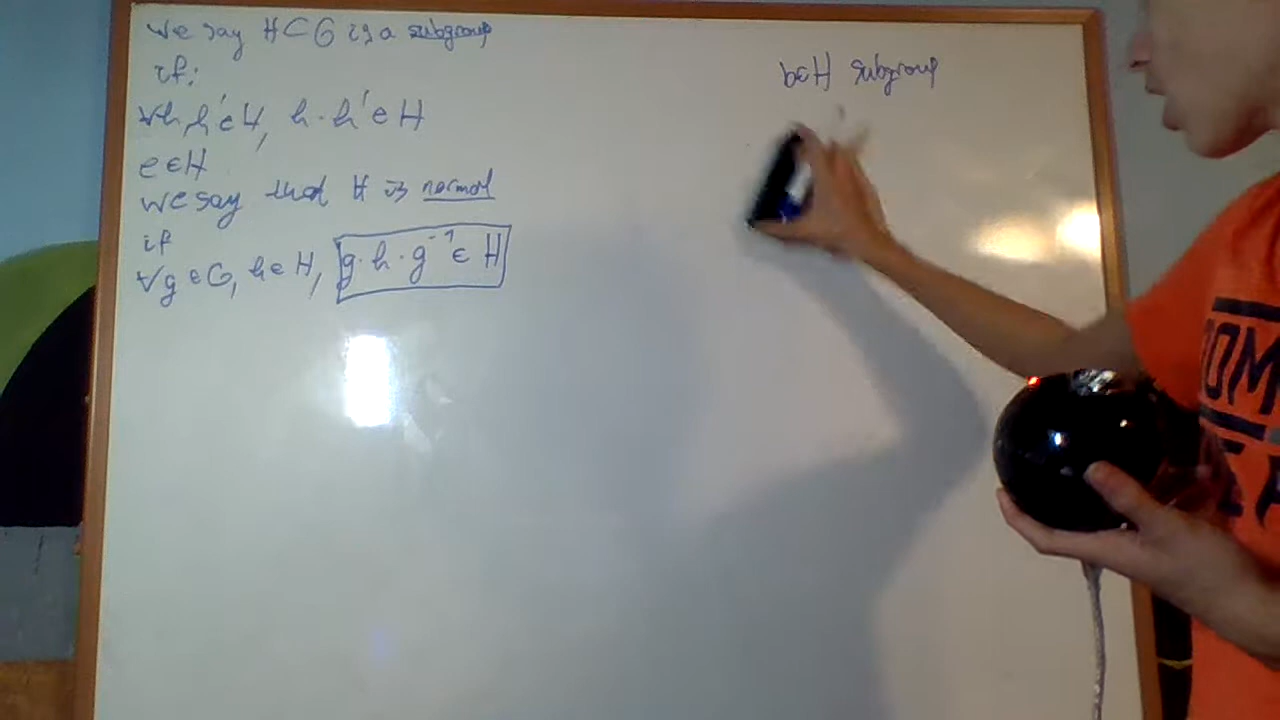 We say H⊂G is a subgroup
if:
∀h,h'∈H, h·h'∈H
e∈H
we say that H is normal
if
∀g∈G, h∈H, g·h·g⁻¹∈H
b∈H subgroup